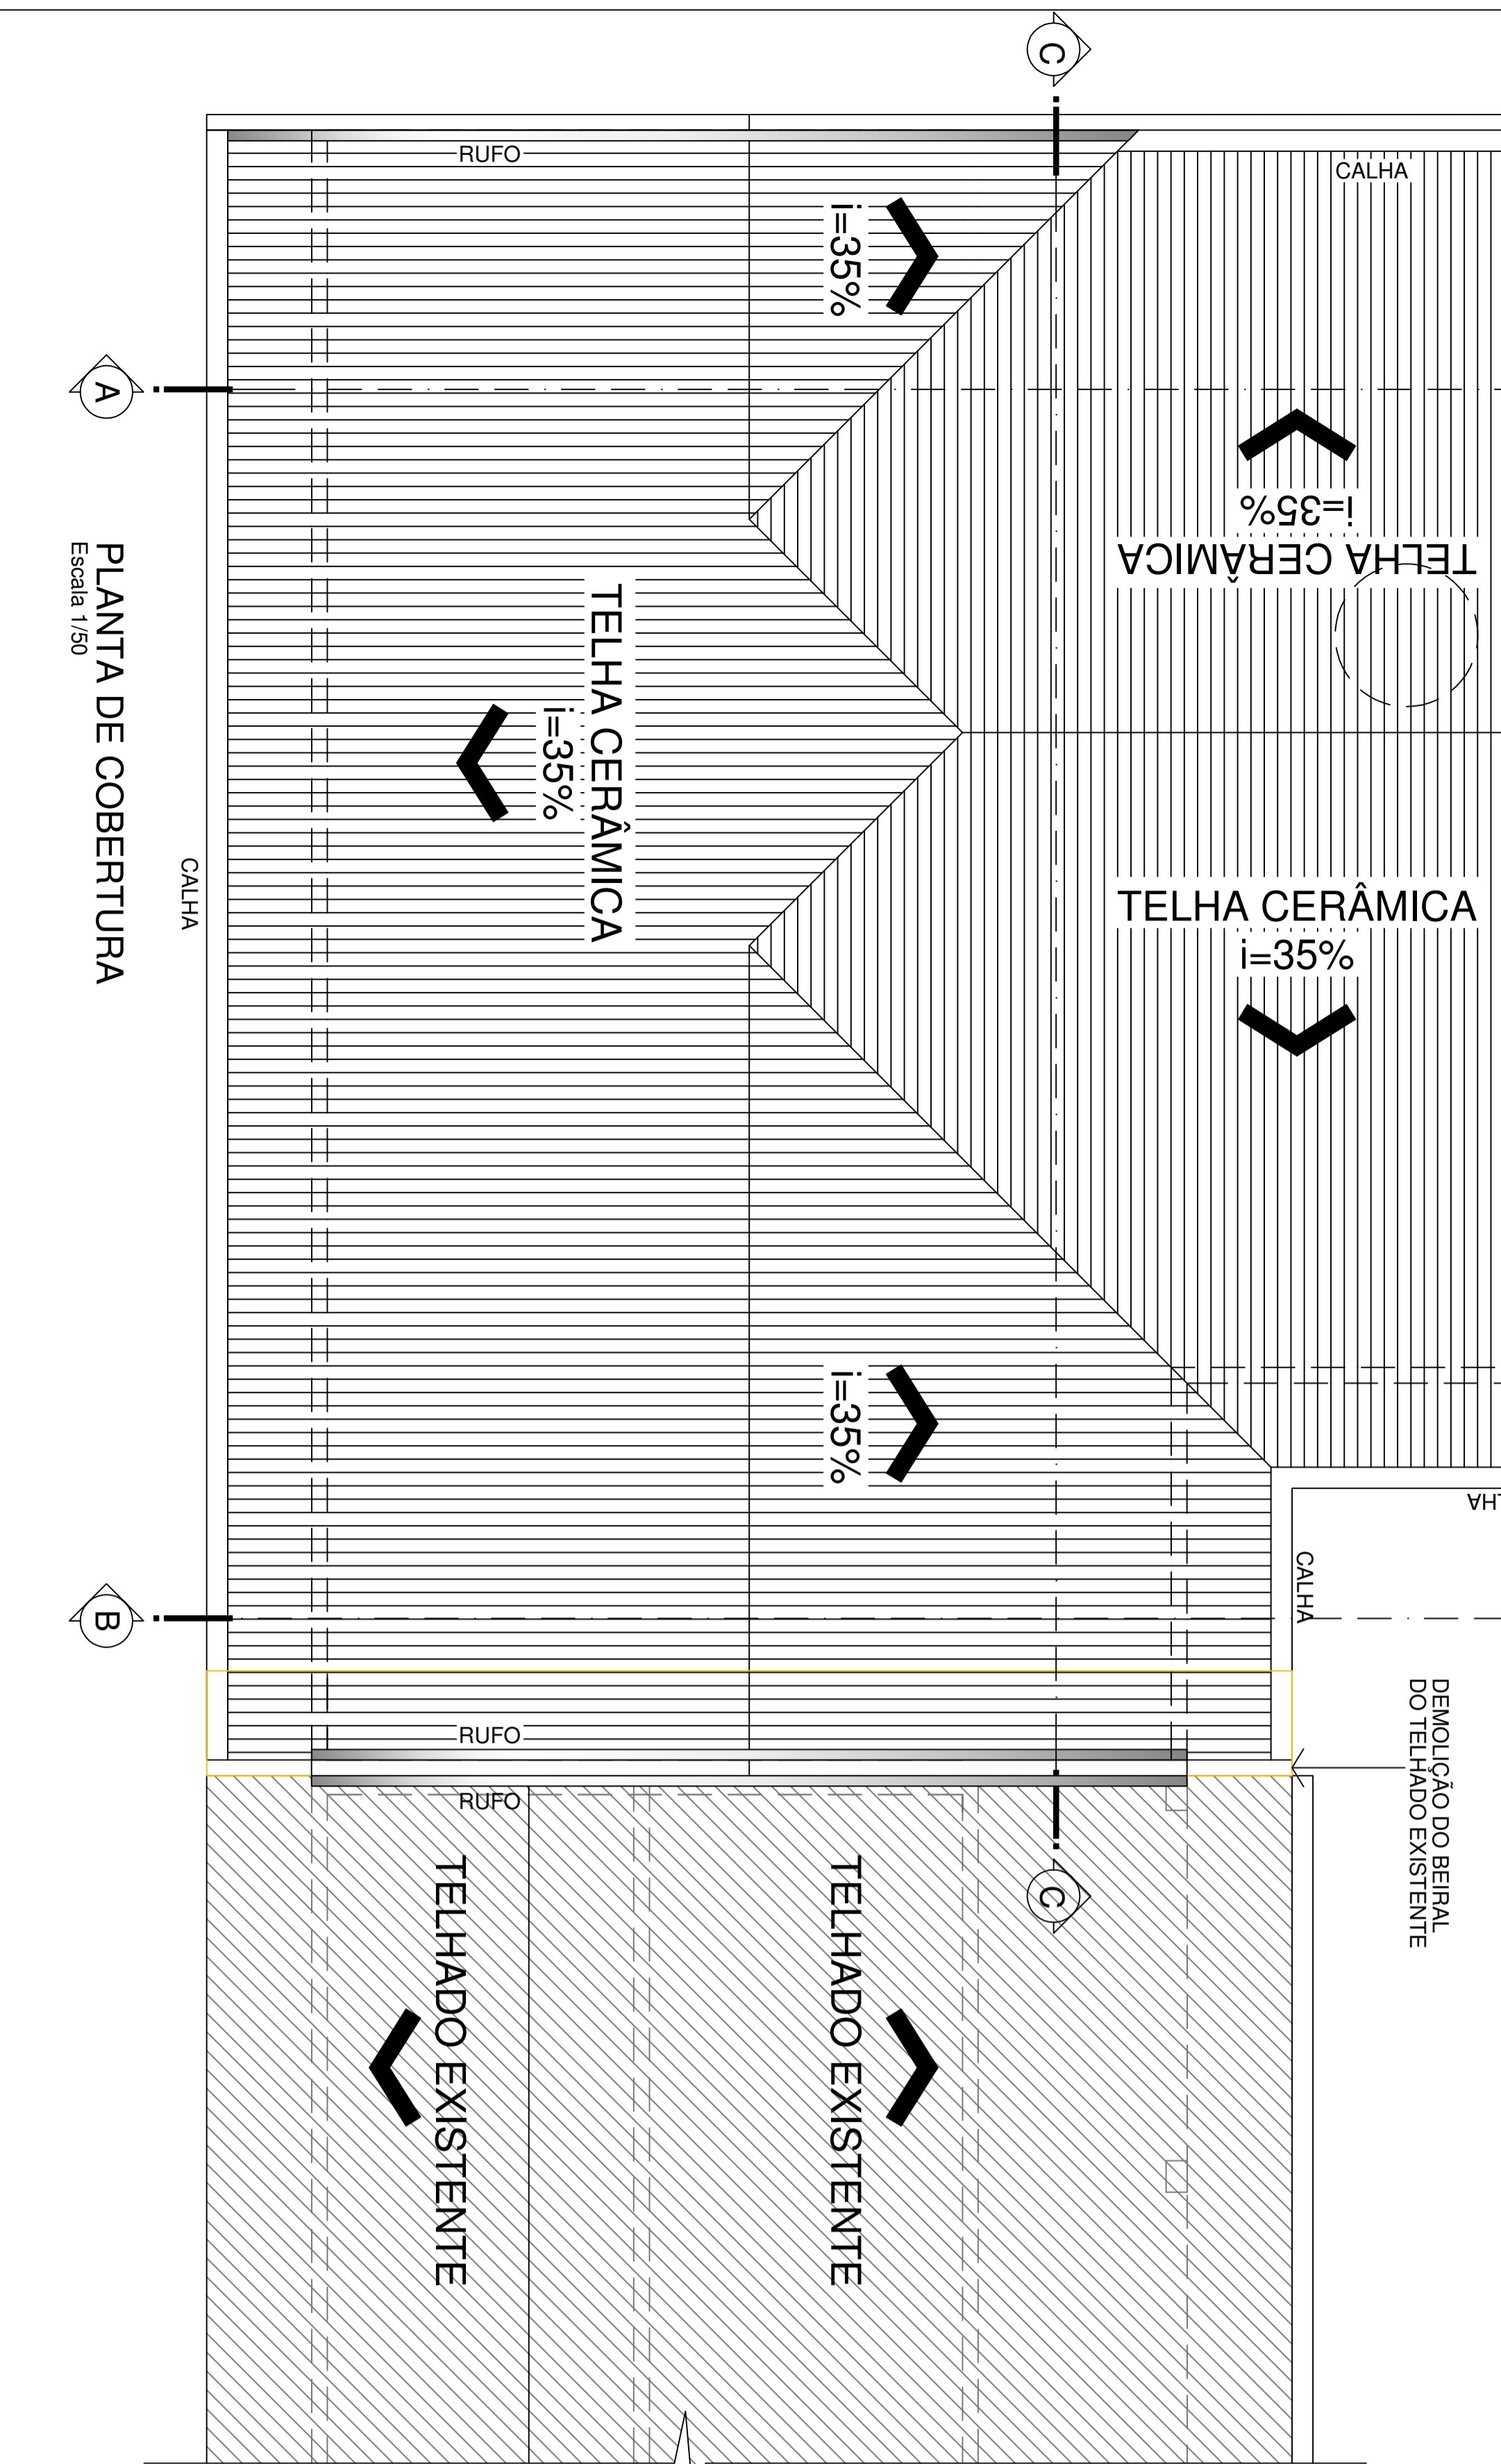 C
RUFO
CALHA
i=35%
A
i=35%
TELHA CERÂMICA
TELHA CERÂMICA
i=35%
TELHA CERÂMICA
i=35%
PLANTA DE COBERTURA
Escala 1/50
CALHA
i=35%
LHA
CALHA
B
DEMOLIÇÃO DO BEIRAL
DO TELHADO EXISTENTE
RUFO
RUFO
C
TELHADO EXISTENTE
TELHADO EXISTENTE